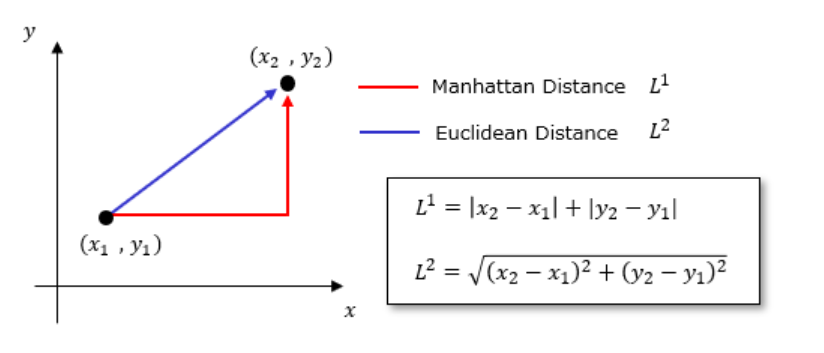 y
(x₂ , y₂)
Manhattan Distance L¹
Euclidean Distance L²
L¹ = |x₂ − x₁| + |y₂ − y₁|
(x₁ , y₁)
L² = √(x₂ − x₁)² + (y₂ − y₁)²
x